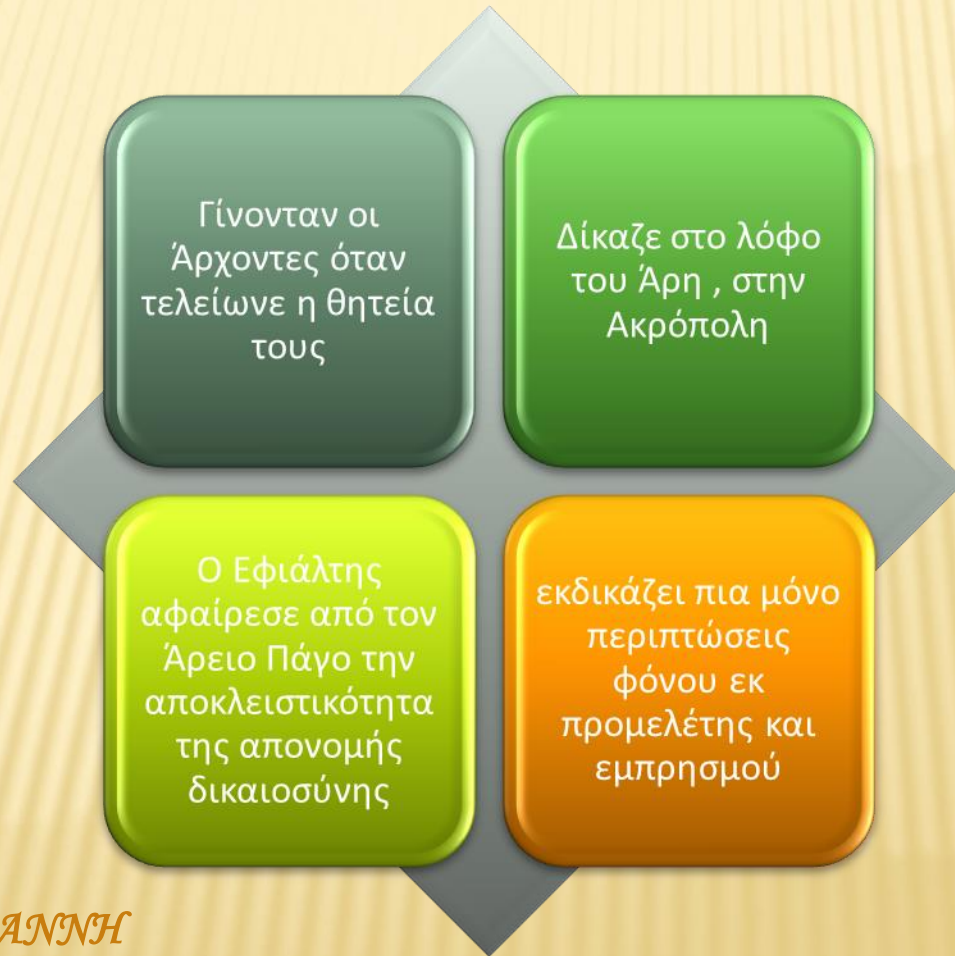 Γίνονταν οι
Άρχοντες όταν
τελείωνε η θητεία
τους
Δίκαζε στο λόφο
του Άρη , στην
Ακρόπολη
Ο Εφιάλτης
αφαίρεσε από τον
Άρειο Πάγο την
αποκλειστικότητα
της απονομής
δικαιοσύνης
εκδικάζει πια μόνο
περιπτώσεις
φόνου εκ
προμελέτης και
εμπρησμού
ΑΝΝΗ